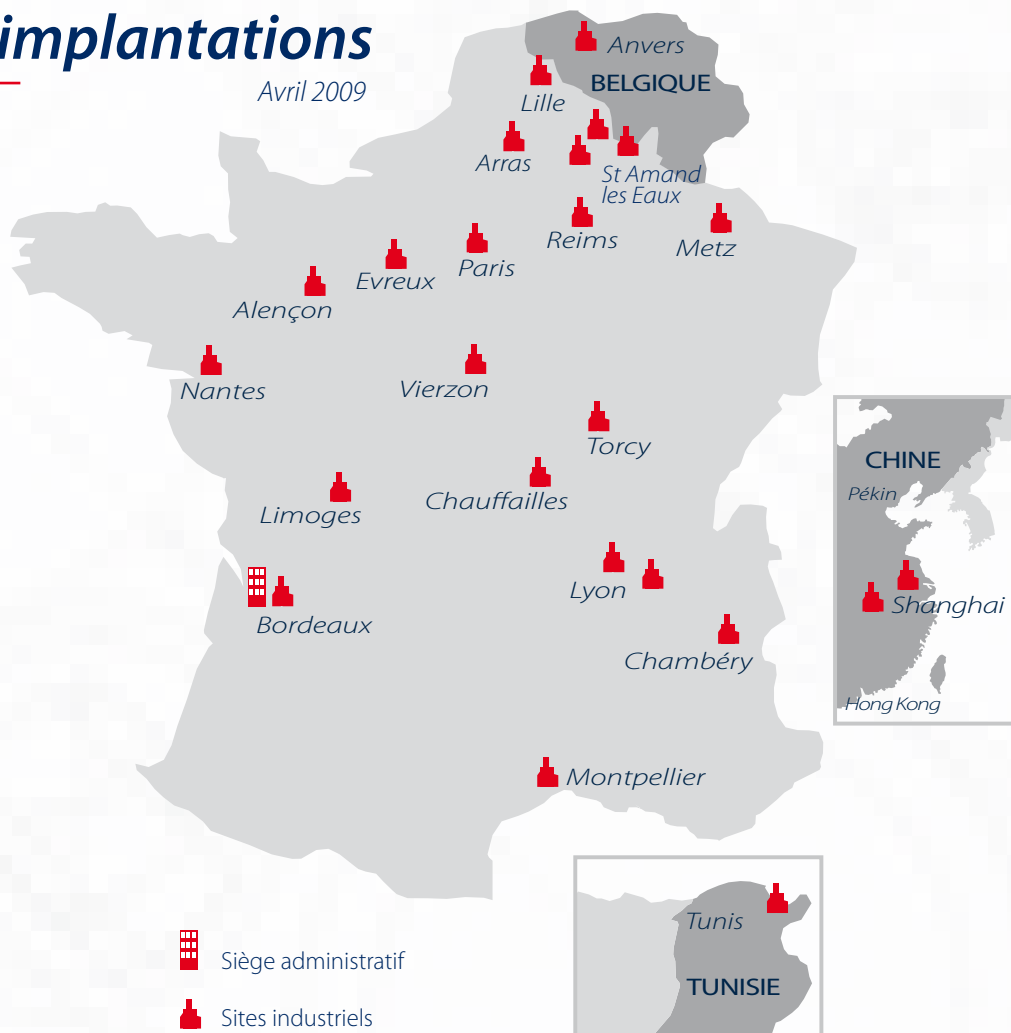 implantations
Avril 2009
Anvers
BELGIQUE
Lille
Arras
St Amand
les Eaux
Reims
Metz
Paris
Evreux
Alençon
Nantes
Vierzon
Torcy
CHINE
Pékin
Chauffailles
Limoges
Lyon
Shanghai
Bordeaux
Chambéry
Hong Kong
Montpellier
Tunis
TUNISIE
Siège administratif
Sites industriels